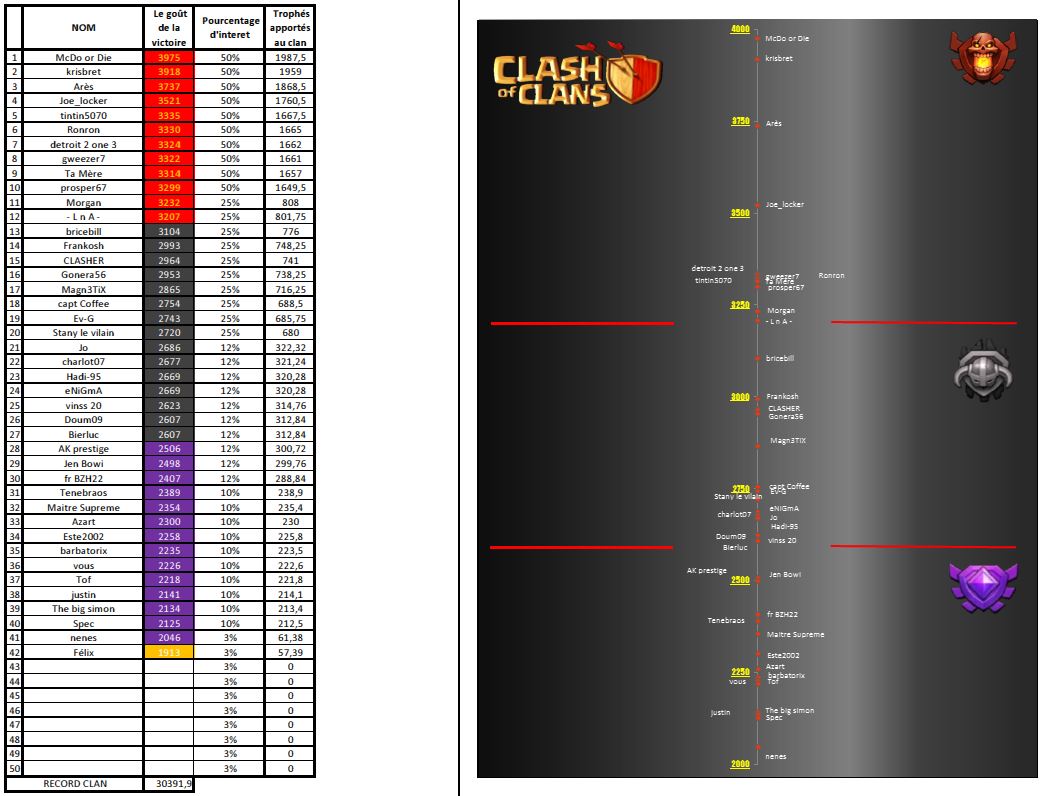 NOM Le goût de la victoire Pourcentage d'interet Trophés apportés au clan
1 McDo or Die 3975 50% 1987,5
2 krisbret 3918 50% 1959
3 Arès 3737 50% 1868,5
4 Joe_locker 3521 50% 1760,5
5 tintin5070 3335 50% 1667,5
6 Ronron 3330 50% 1665
7 detroit 2 one 3 3324 50% 1662
8 gweezer7 3322 50% 1661
9 Ta Mère 3314 50% 1657
10 prosper67 3299 50% 1649,5
11 Morgan 3232 25% 808
12 - L n A - 3207 25% 801,75
13 bricebill 3104 25% 776
14 Frankosh 2993 25% 748,25
15 CLASHER 2964 25% 741
16 Gonera56 2953 25% 738,25
17 Magn3TiX 2865 25% 716,25
18 capt Coffee 2754 25% 688,5
19 Ev-G 2743 25% 685,75
20 Stany le vilain 2720 25% 680
21 Jo 2686 12% 322,32
22 charlot07 2677 12% 321,24
23 Hadi-95 2669 12% 320,28
24 eNiGmA 2669 12% 320,28
25 vinss 20 2623 12% 314,76
26 Doum09 2607 12% 312,84
27 Bierluc 2607 12% 312,84
28 AK prestige 2506 12% 300,72
29 Jen Bowi 2498 12% 299,76
30 fr BZH22 2407 12% 288,84
31 Tenebraos 2389 10% 238,9
32 Maitre Supreme 2354 10% 235,4
33 Azart 2300 10% 230
34 Este2002 2258 10% 225,8
35 barbatorix 2235 10% 223,5
36 vous 2226 10% 222,6
37 Tof 2218 10% 221,8
38 justin 2141 10% 214,1
39 The big simon 2134 10% 213,4
40 Spec 2125 10% 212,5
41 nenes 2046 3% 61,38
42 Félix 1913 3% 57,39
43 3% 0
44 3% 0
45 3% 0
46 3% 0
47 3% 0
48 3% 0
49 3% 0
50 3% 0
RECORD CLAN 30391,9
CLASH
OF CLANS
4000
McDo or Die
krisbret
3750
Arès
Joe_locker
3500
detroit 2 one 3
gweezer7
Ronron
tintin5070
Ta Mère
prosper67
3250
Morgan
- L n A -
bricebill
3000
Frankosh
CLASHER
Gonera56
Magn3TiX
2750
capt Coffee
Ev-G
Stany le vilain
eNiGmA
charlot07
Jo
Hadi-95
Doum09
vinss 20
Bierluc
AK prestige
Jen Bowi
2500
fr BZH22
Tenebraos
Maitre Supreme
Este2002
Azart
2250
barbatorix
vous
Tof
justin
The big simon
Spec
nenes
2000